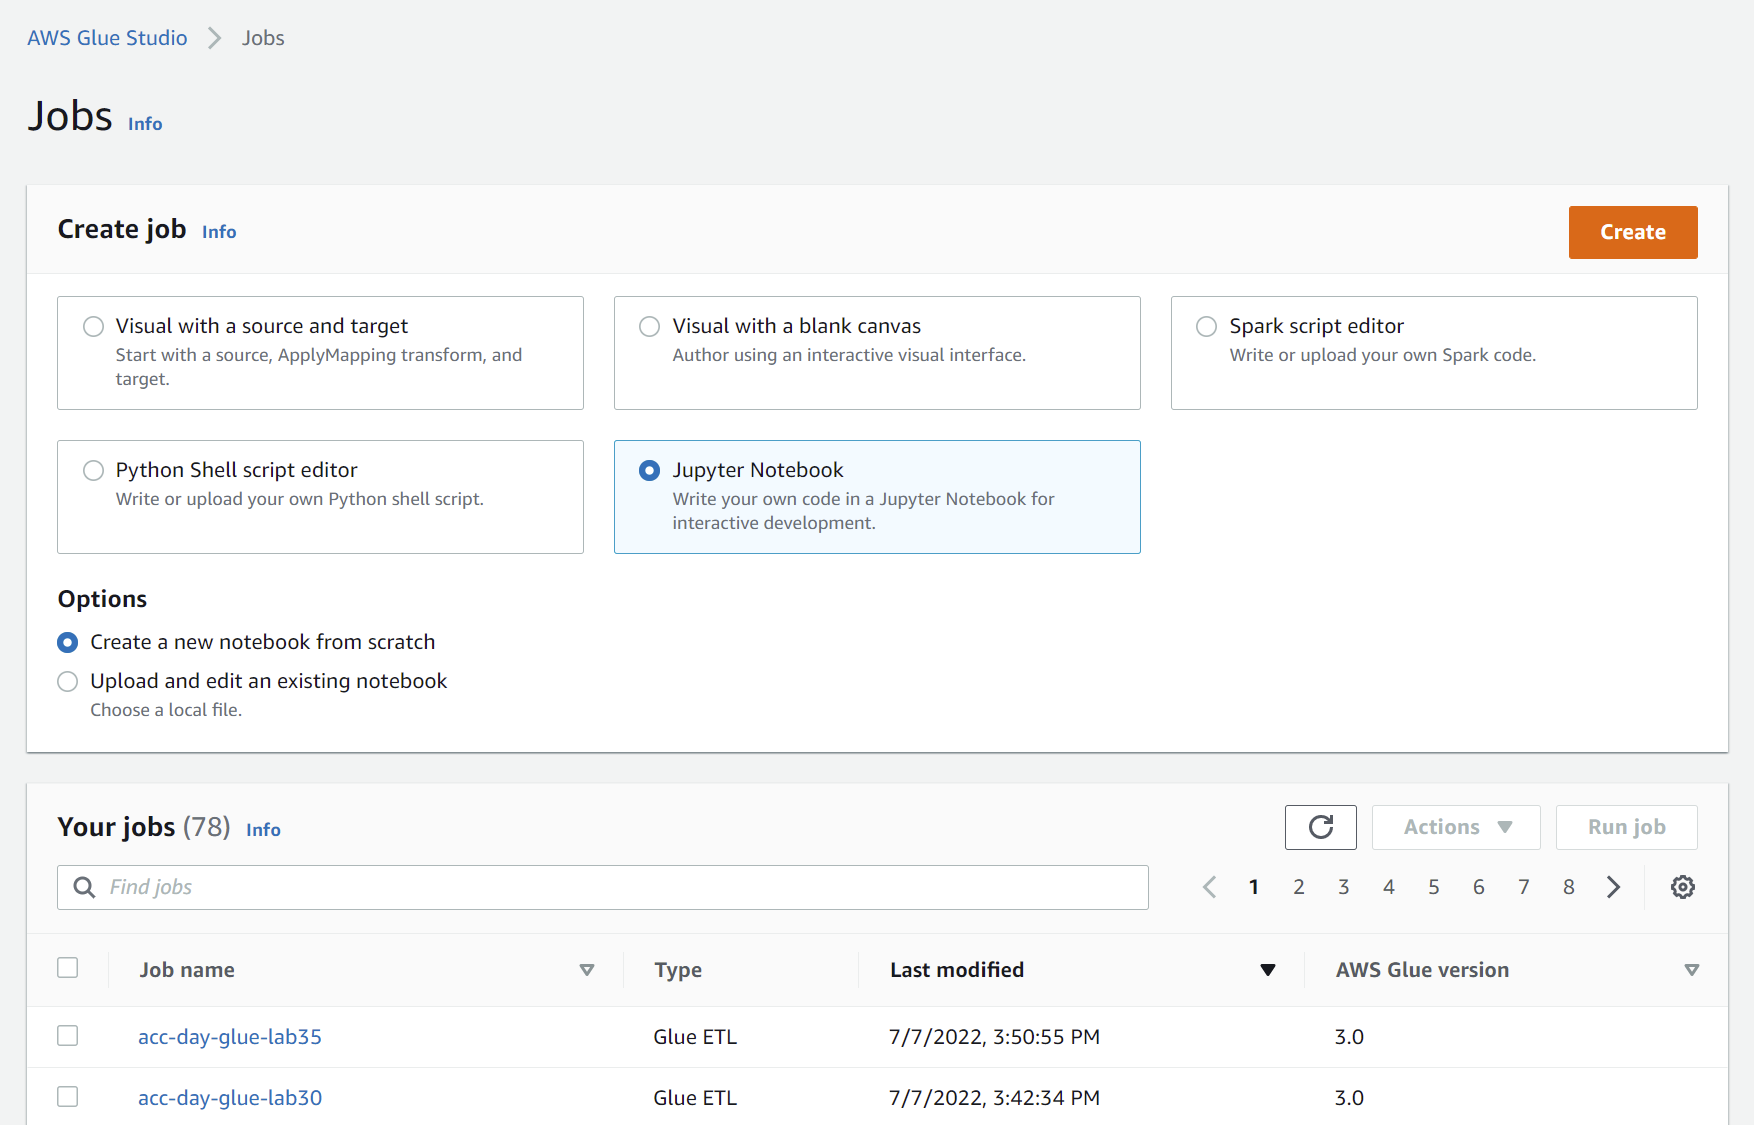 AWS Glue Studio > Jobs
Jobs Info
Create job Info
Create
Visual with a source and target
Start with a source, ApplyMapping transform, and
target.
Visual with a blank canvas
Author using an interactive visual interface.
Spark script editor
Write or upload your own Spark code.
Python Shell script editor
Write or upload your own Python shell script.
Jupyter Notebook
Write your own code in a Jupyter Notebook for
interactive development.
Options
Create a new notebook from scratch
Upload and edit an existing notebook
Choose a local file.
Your jobs (78) Info
Actions
Run job
Find jobs
1 2 3 4 5 6 7 8
Job name Type Last modified AWS Glue version
acc-day-glue-lab35 Glue ETL 7/7/2022, 3:50:55 PM 3.0
acc-day-glue-lab30 Glue ETL 7/7/2022, 3:42:34 PM 3.0